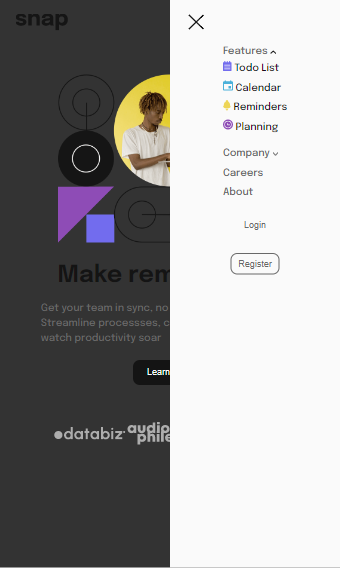 snap
Features
Todo List
Calendar
Reminders
Planning
Company
Careers
About
Login
Register
Make rem
Get your team in sync, no
Streamline processses, c
watch productivity soar
Learn
databiz
audio
phile